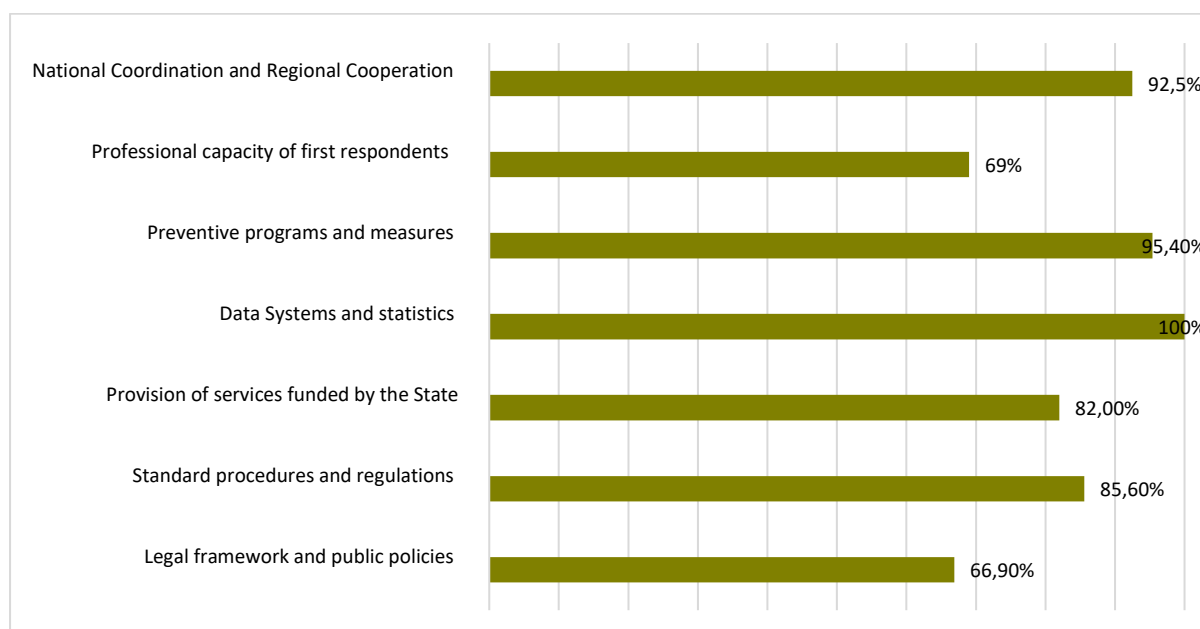 National Coordination and Regional Cooperation
92,5%
Professional capacity of first respondents
69%
Preventive programs and measures
95,40%
Data Systems and statistics
100%
Provision of services funded by the State
82,00%
Standard procedures and regulations
85,60%
Legal framework and public policies
66,90%